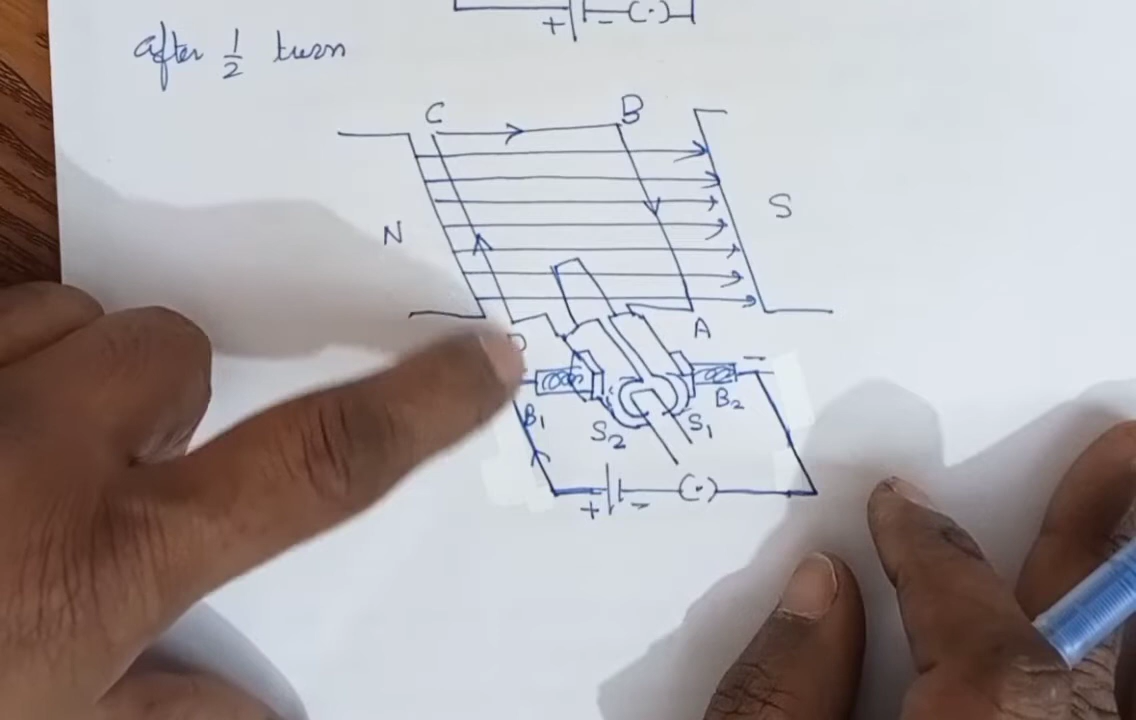 + - (·)
after 1/2 turn
C B
N S
D A
B1 S2 S1 B2 -
+ - (·)